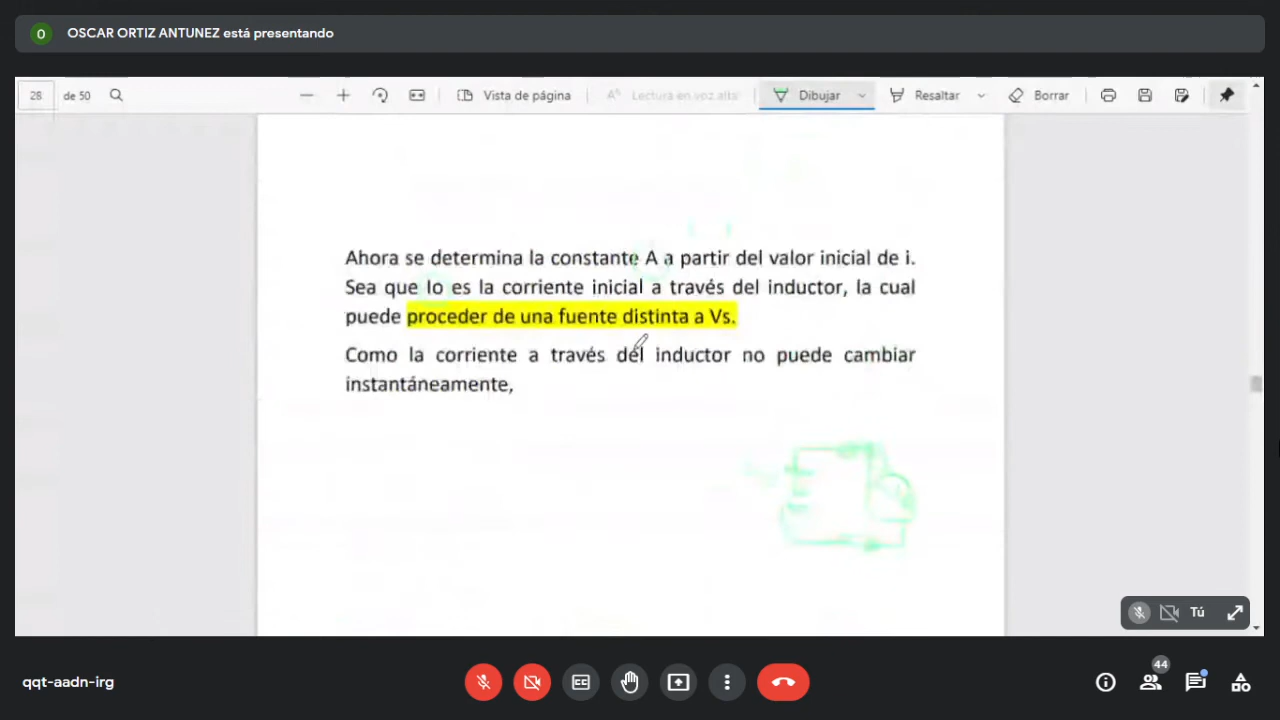 O OSCAR ORTIZ ANTUNEZ está presentando
28 de 50 Vista de página Lectura en voz alta Dibujar Resaltar Borrar
Ahora se determina la constante A a partir del valor inicial de i.
Sea que Io es la corriente inicial a través del inductor, la cual
puede proceder de una fuente distinta a Vs.
Como la corriente a través del inductor no puede cambiar
instantáneamente,
Tú
qqt-aadn-irg
44